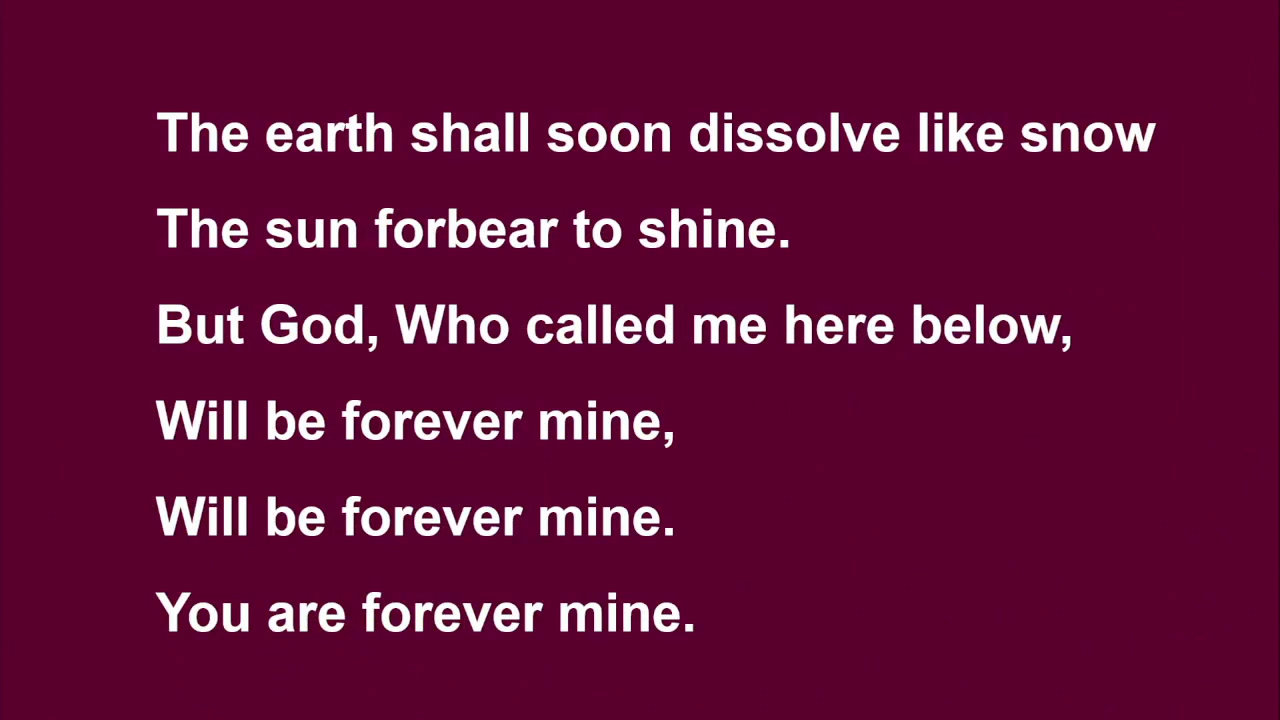 The earth shall soon dissolve like snow
The sun forbear to shine.
But God, Who called me here below,
Will be forever mine,
Will be forever mine.
You are forever mine.